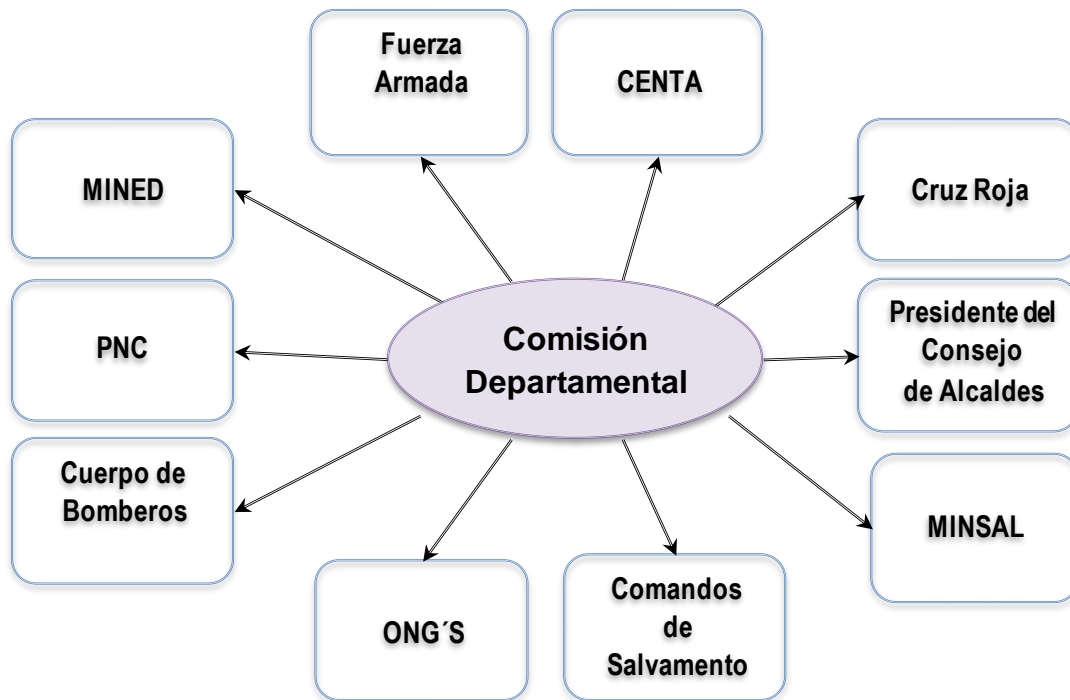 Fuerza
Armada
CENTA
MINED
Cruz Roja
PNC
Comisión
Departamental
Presidente del
Consejo
de Alcaldes
Cuerpo de
Bomberos
MINSAL
ONG´S
Comandos
de
Salvamento